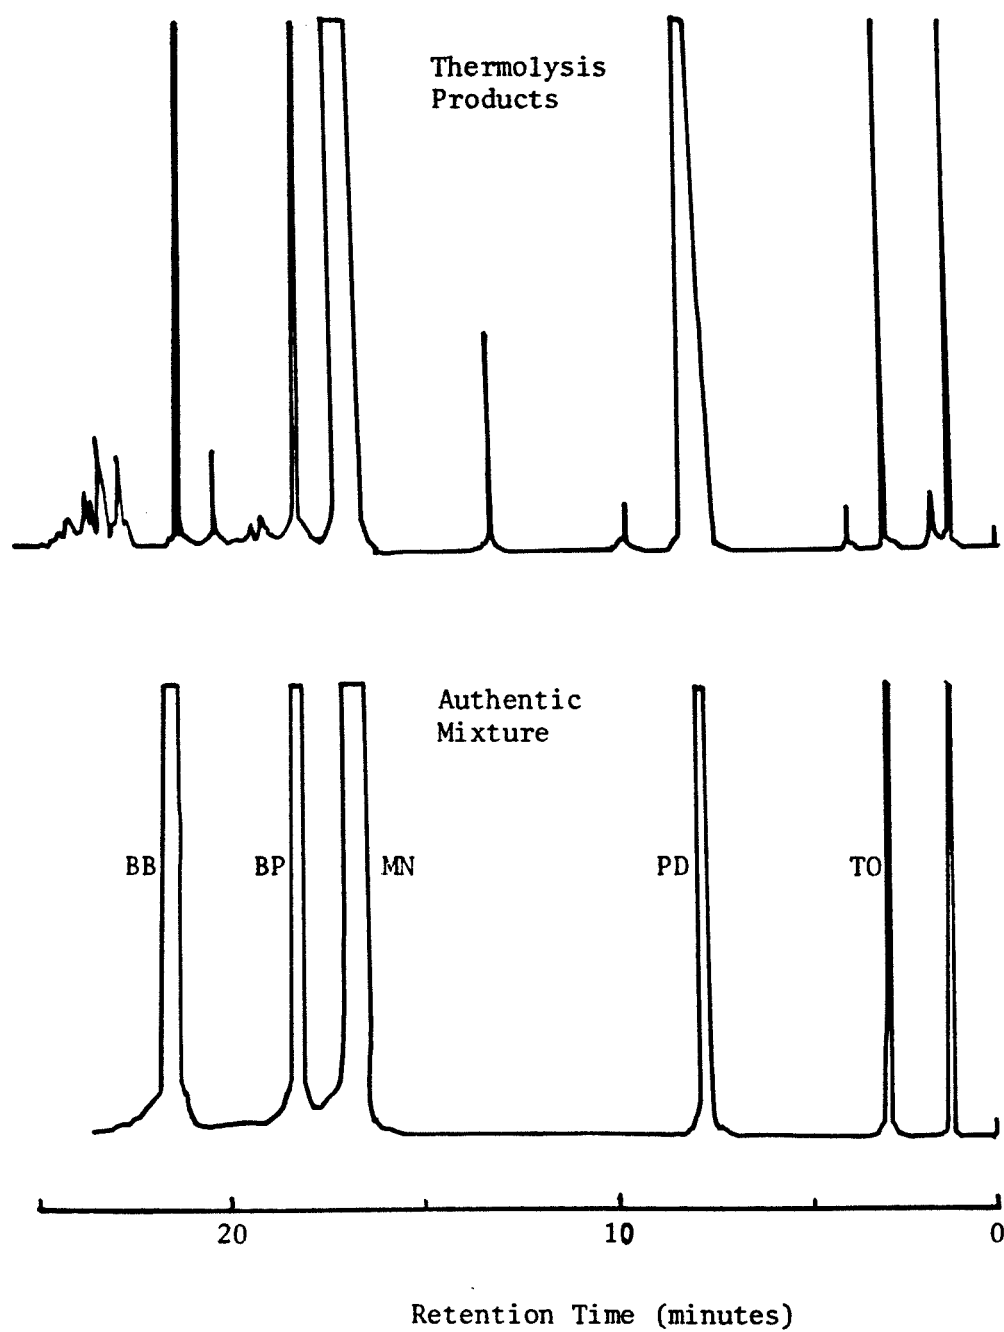 Thermolysis
Products
Authentic
Mixture
BB
BP
MN
PD
TO
20
10
0
Retention Time (minutes)